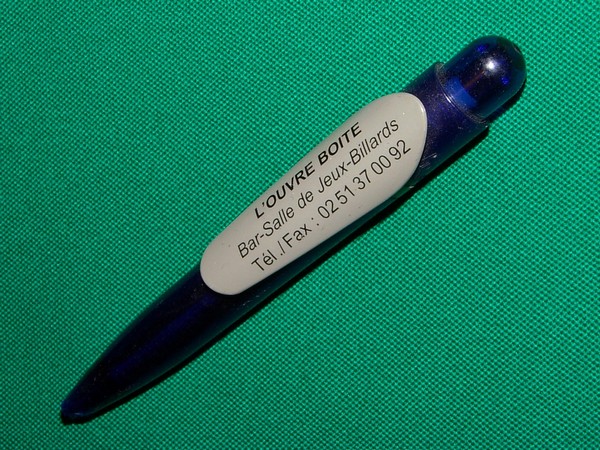 L'OUVRE BOITE
Bar-Salle de Jeux-Billards
Tél./Fax : 02 51 37 00 92